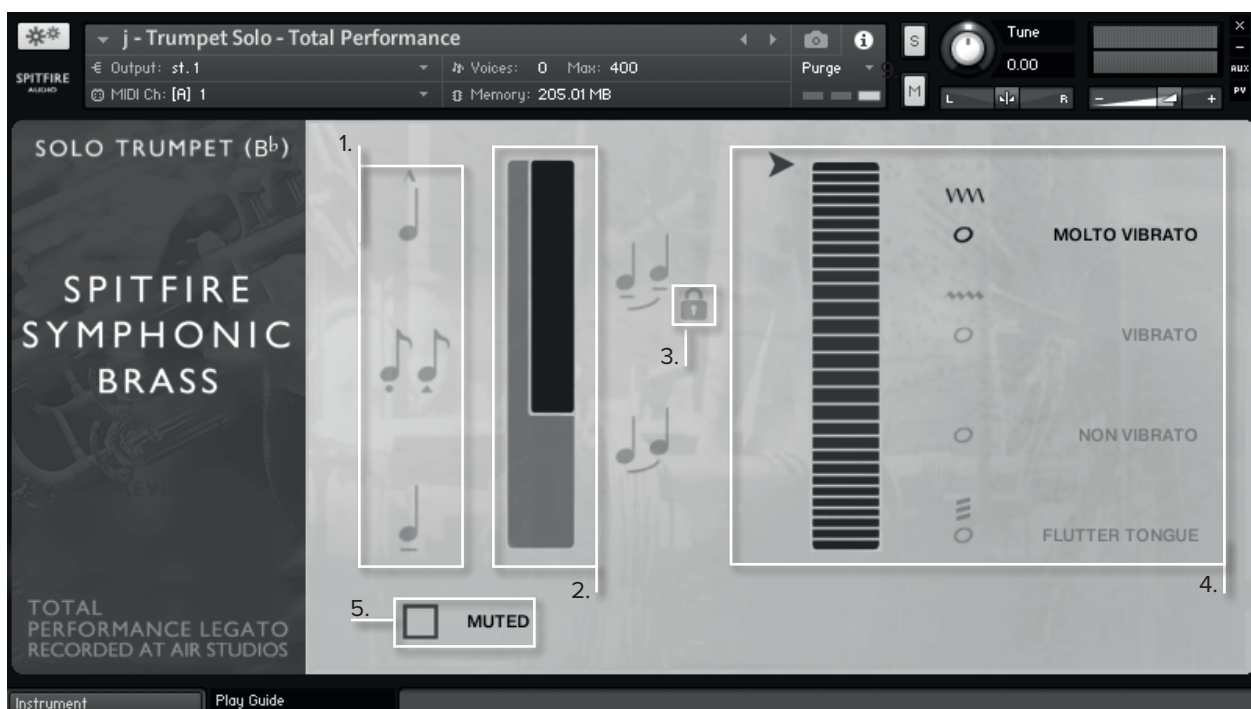 j - Trumpet Solo - Total Performance
S
Tune
X
SPITFIRE
AUDIO
Output: st.1
Voices: 0 Max: 400
Purge
9.
0.00
AUX
MIDI Ch: [A] 1
Memory: 205.01 MB
M
L
R
- +
PV
SOLO TRUMPET (B♭)
SPITFIRE
SYMPHONIC
BRASS
TOTAL
PERFORMANCE LEGATO
RECORDED AT AIR STUDIOS
1.
2.
3.
MOLTO VIBRATO
VIBRATO
NON VIBRATO
FLUTTER TONGUE
4.
5.
MUTED
Instrument
Play Guide